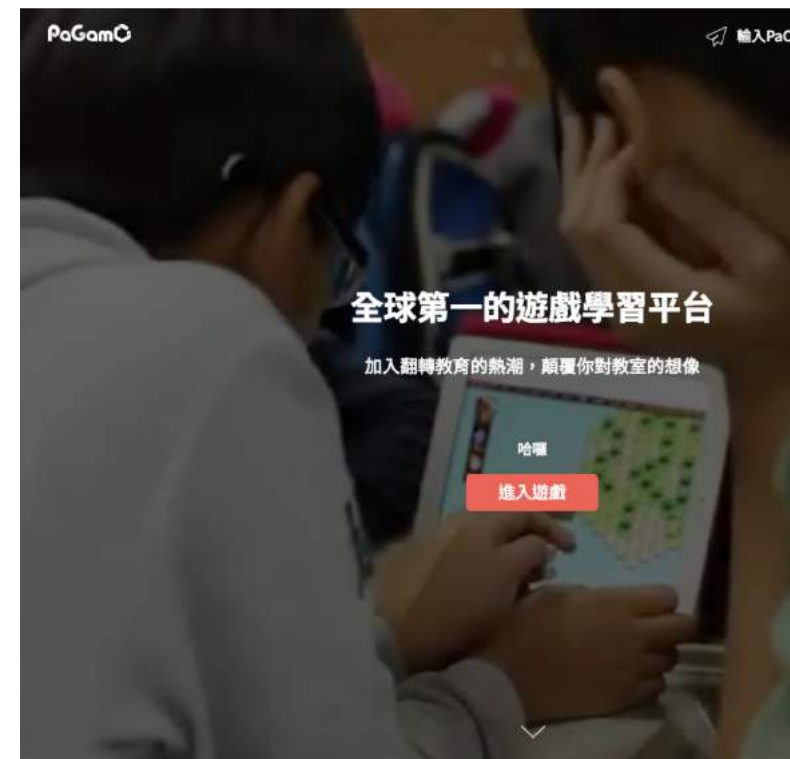 PaGamO
輸入PaG
全球第一的遊戲學習平台
加入翻轉教育的熱潮，顛覆你對教室的想像
哈囉
進入遊戲